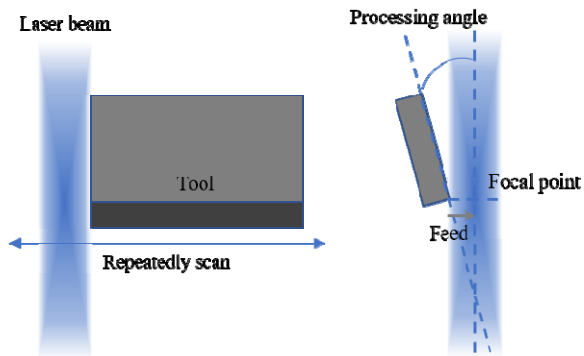 Laser beam
Processing angle
Tool
Focal point
Feed
Repeatedly scan